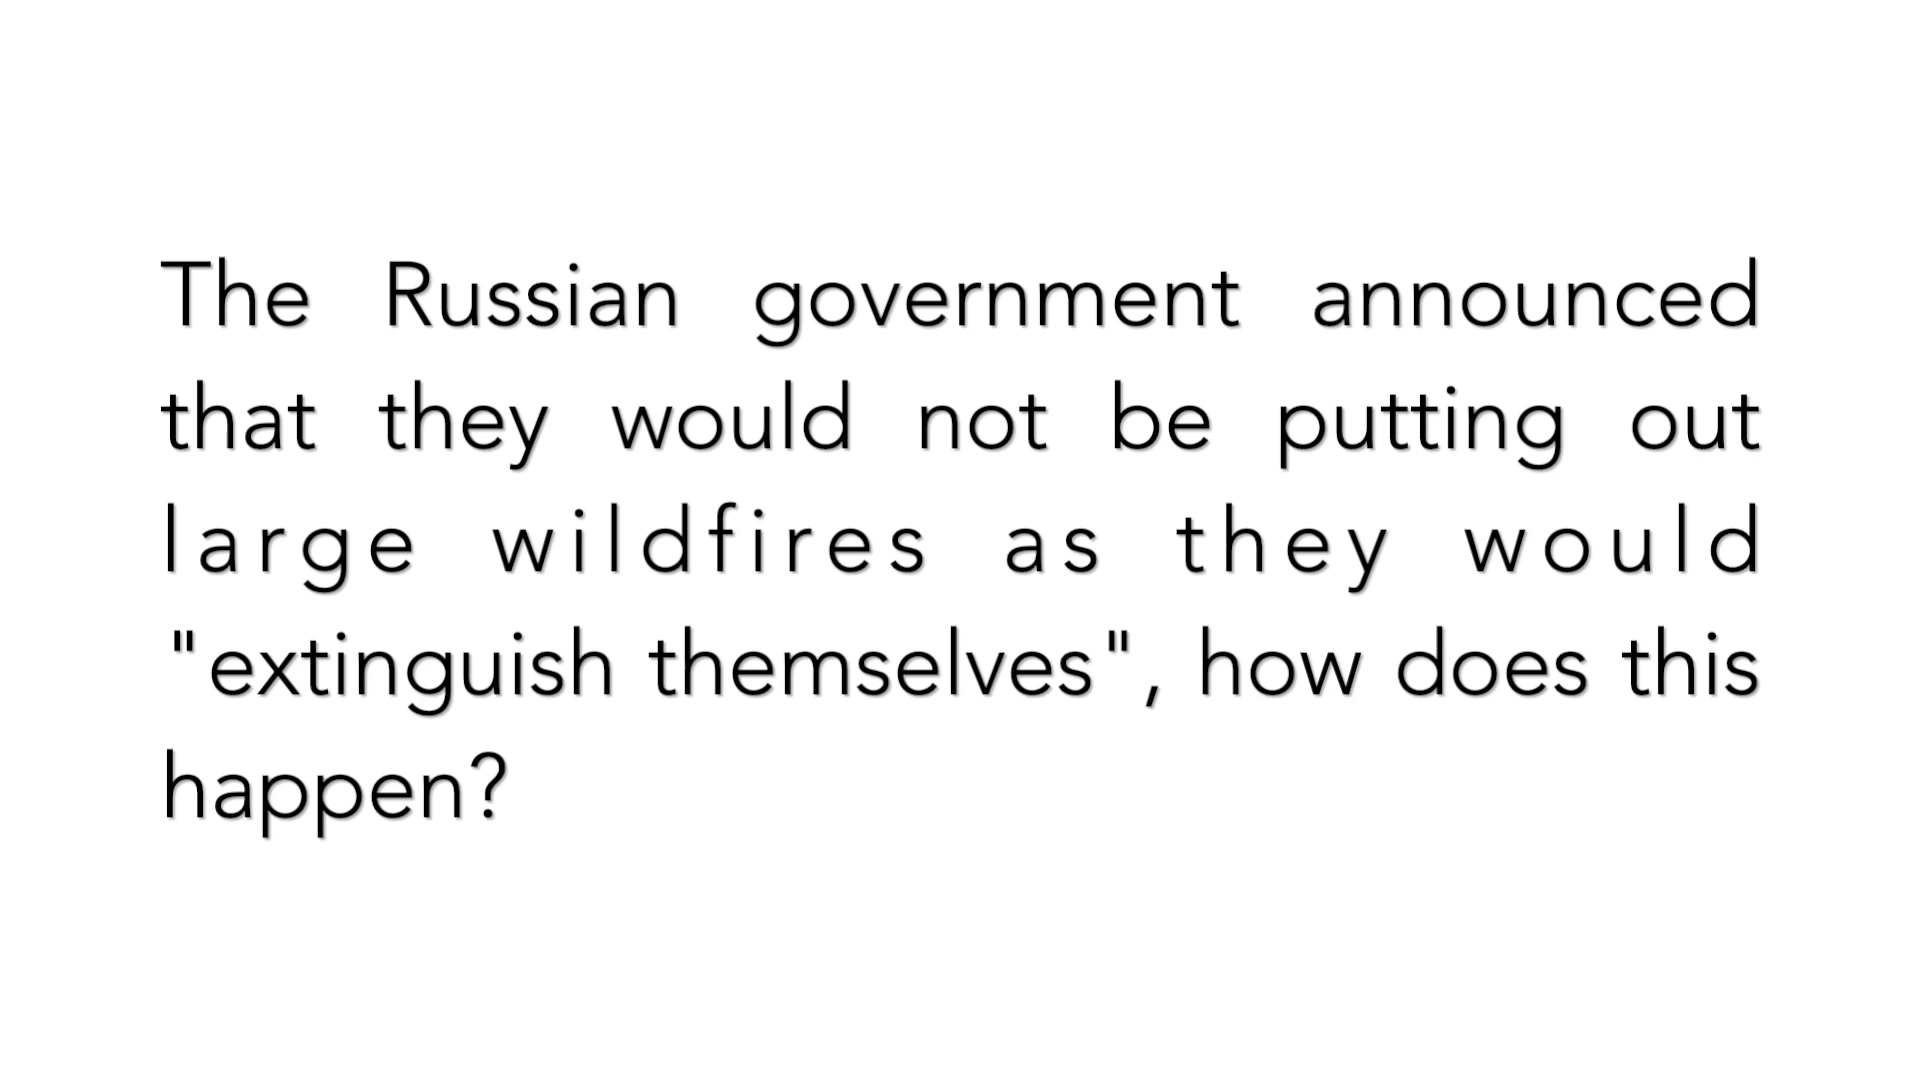 The Russian government announced
that they would not be putting out
large wildfires as they would
"extinguish themselves", how does this
happen?